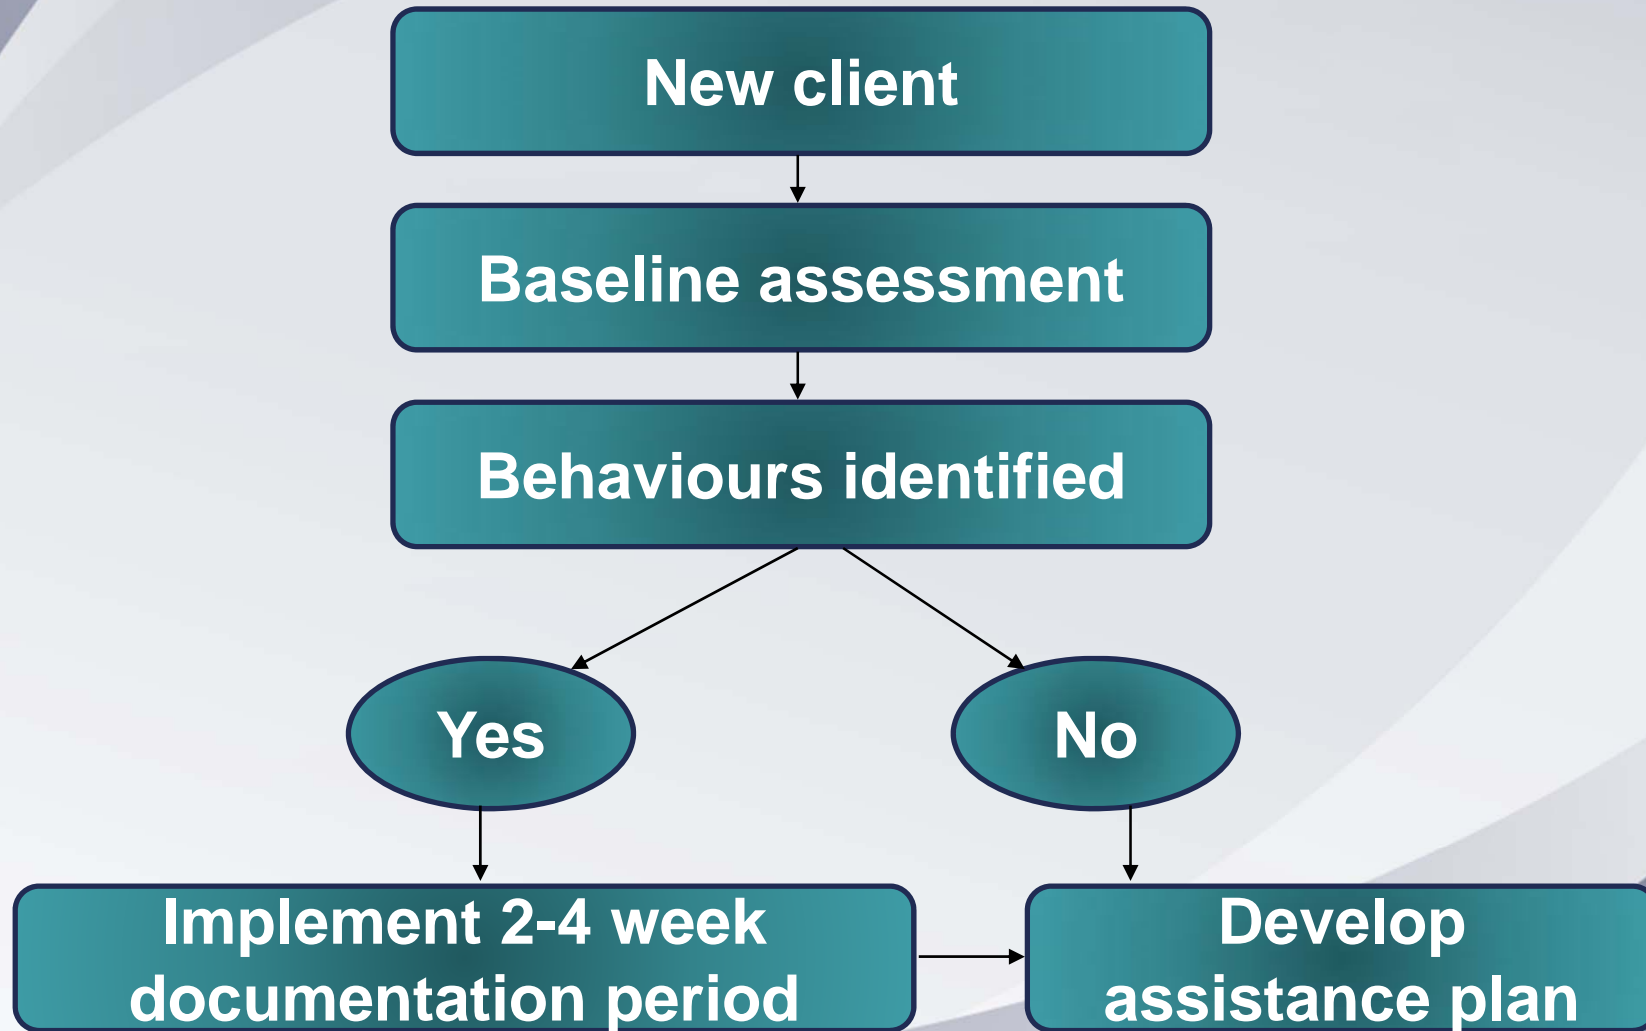 New client
Baseline assessment
Behaviours identified
Yes
No
Implement 2-4 week
documentation period
Develop
assistance plan